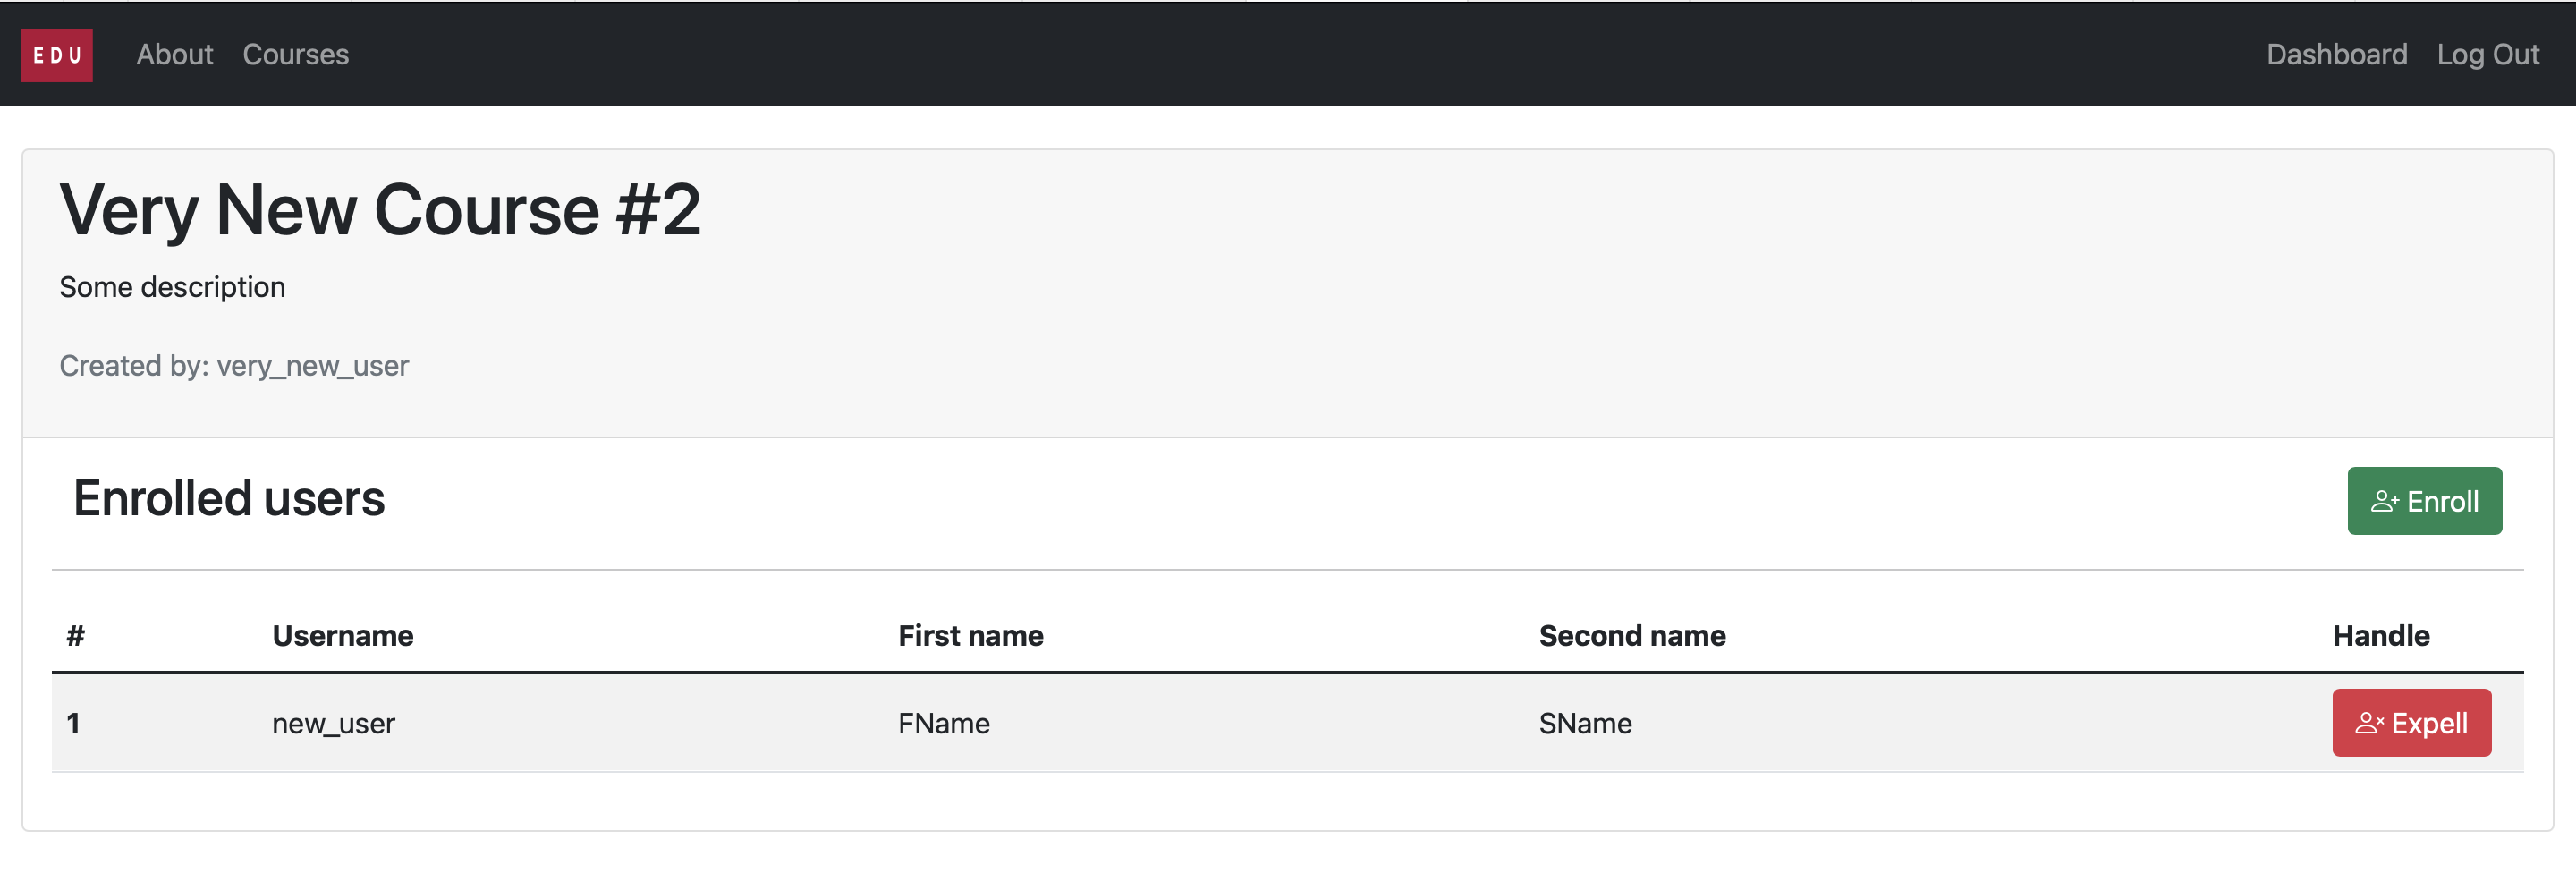 EDU About Courses Dashboard Log Out
Very New Course #2
Some description
Created by: very_new_user
Enrolled users Enroll
# Username First name Second name Handle
1 new_user FName SName Expell